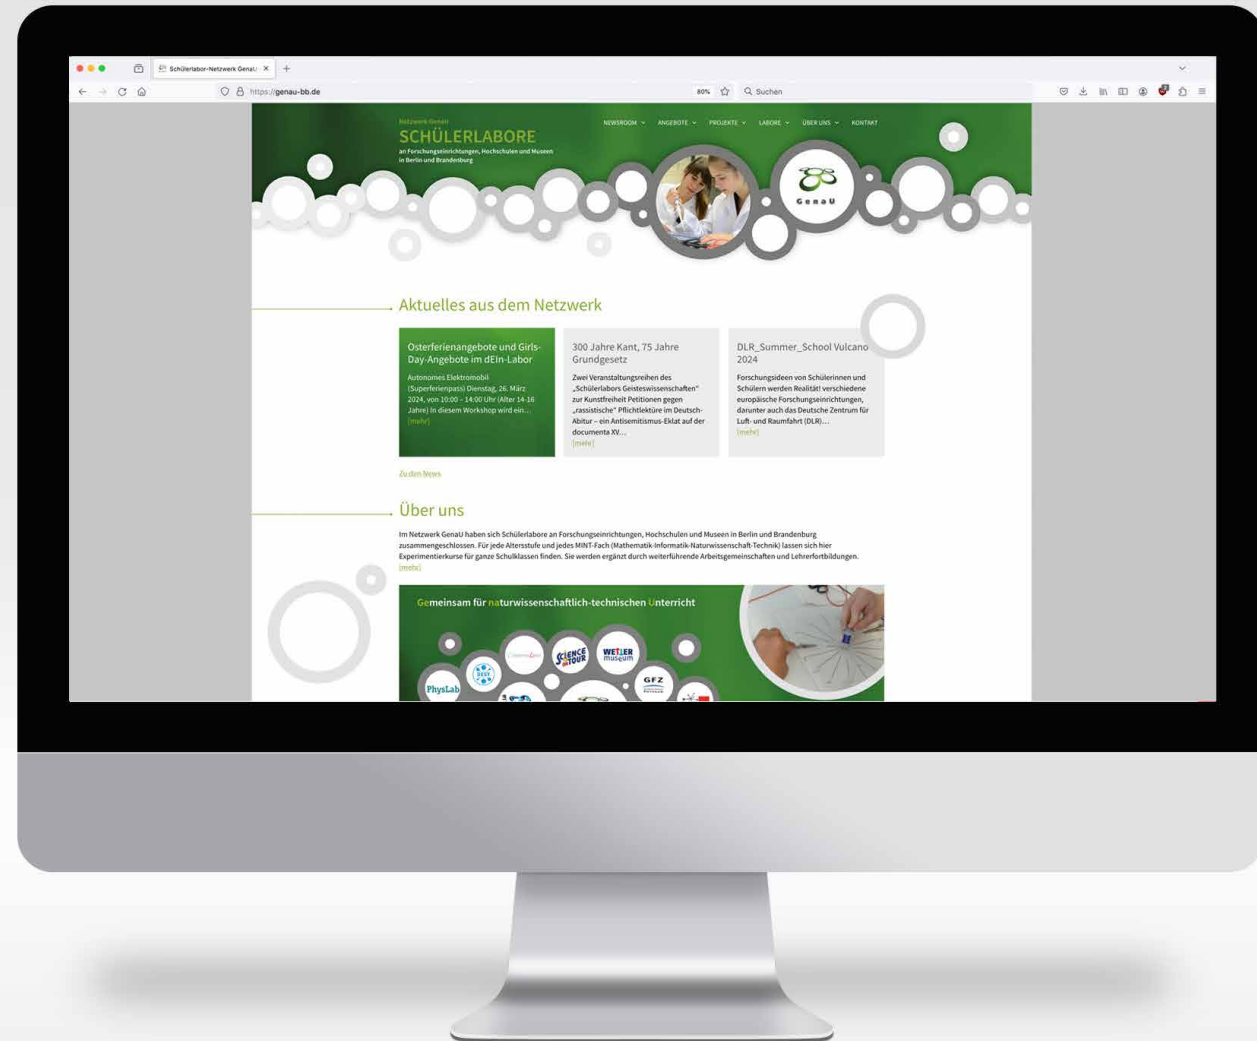 Schülerlabor-Netzwerk GenaU
https://genau-bb.de
80%
Suchen
Netzwerk GenaU
SCHÜLERLABORE
an Forschungseinrichtungen, Hochschulen und Museen
in Berlin und Brandenburg
NEWSROOM ANGEBOTE PROJEKTE LABORE ÜBER UNS KONTAKT
GenaU
Aktuelles aus dem Netzwerk
Osterferienangebote und Girls-
Day-Angebote im dEIn-Labor
Autonomes Elektromobil
(Superferienpass) Dienstag, 26. März
2024, von 10:00 – 14:00 Uhr (Alter 14-16
Jahre) In diesem Workshop wird ein…
[mehr]
300 Jahre Kant, 75 Jahre
Grundgesetz
Zwei Veranstaltungsreihen des
„Schülerlabors Geisteswissenschaften“
zur Kunstfreiheit Petitionen gegen
„rassistische“ Pflichtlektüre im Deutsch-
Abitur – ein Antisemitismus-Eklat auf der
documenta XV…
[mehr]
DLR_Summer_School Vulcano
2024
Forschungsideen von Schülerinnen und
Schülern werden Realität! verschiedene
europäische Forschungseinrichtungen,
darunter auch das Deutsche Zentrum für
Luft- und Raumfahrt (DLR)…
[mehr]
Zu den News
Über uns
Im Netzwerk GenaU haben sich Schülerlabore an Forschungseinrichtungen, Hochschulen und Museen in Berlin und Brandenburg
zusammengeschlossen. Für jede Altersstufe und jedes MINT-Fach (Mathematik-Informatik-Naturwissenschaft-Technik) lassen sich hier
Experimentierkurse für ganze Schulklassen finden. Sie werden ergänzt durch weiterführende Arbeitsgemeinschaften und Lehrerfortbildungen.
[mehr]
Gemeinsam für naturwissenschaftlich-technischen Unterricht
SCIENCE ON TOUR
WETTER
museum
DESY
GFZ
PhysLab